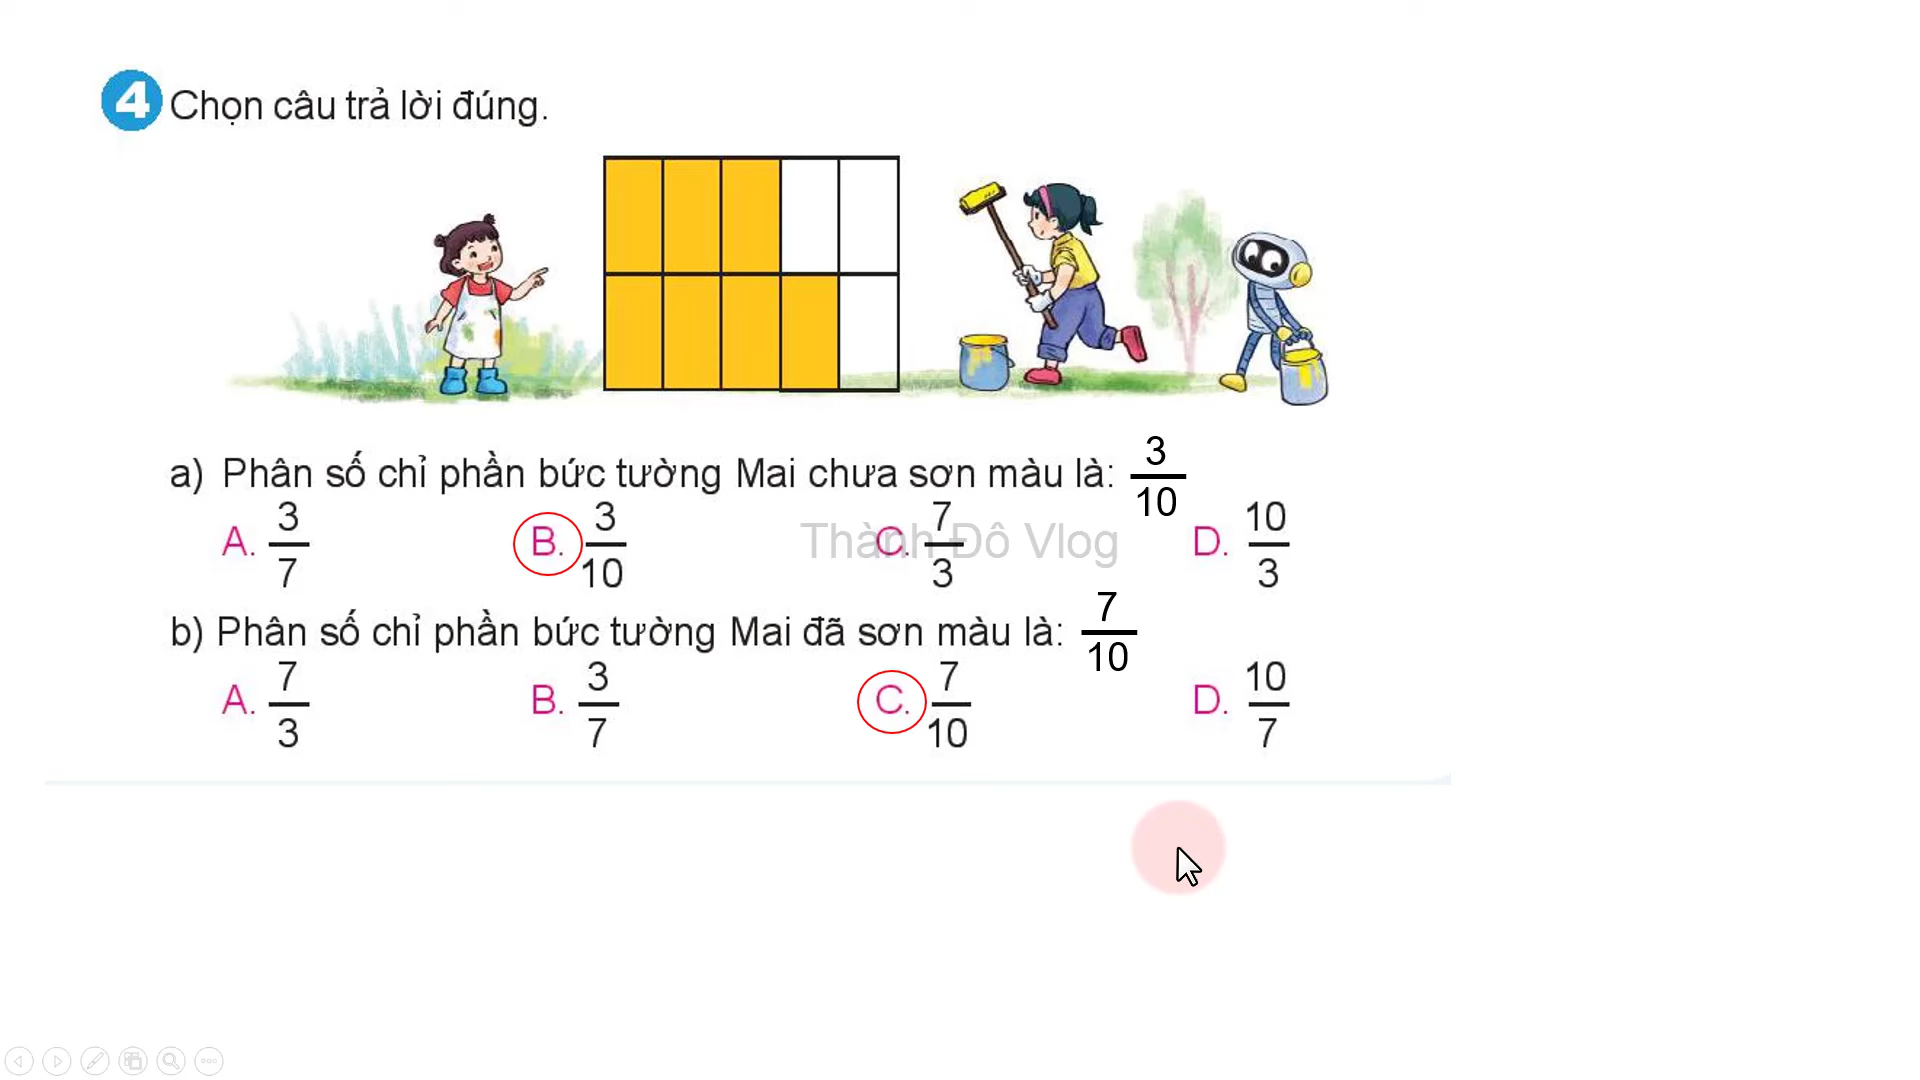 4 Chọn câu trả lời đúng.
a) Phân số chỉ phần bức tường Mai chưa sơn màu là: 3/10
A. 3/7 B. 3/10 C. 7/3 D. 10/3
Thành Đô Vlog
b) Phân số chỉ phần bức tường Mai đã sơn màu là: 7/10
A. 7/3 B. 3/7 C. 7/10 D. 10/7